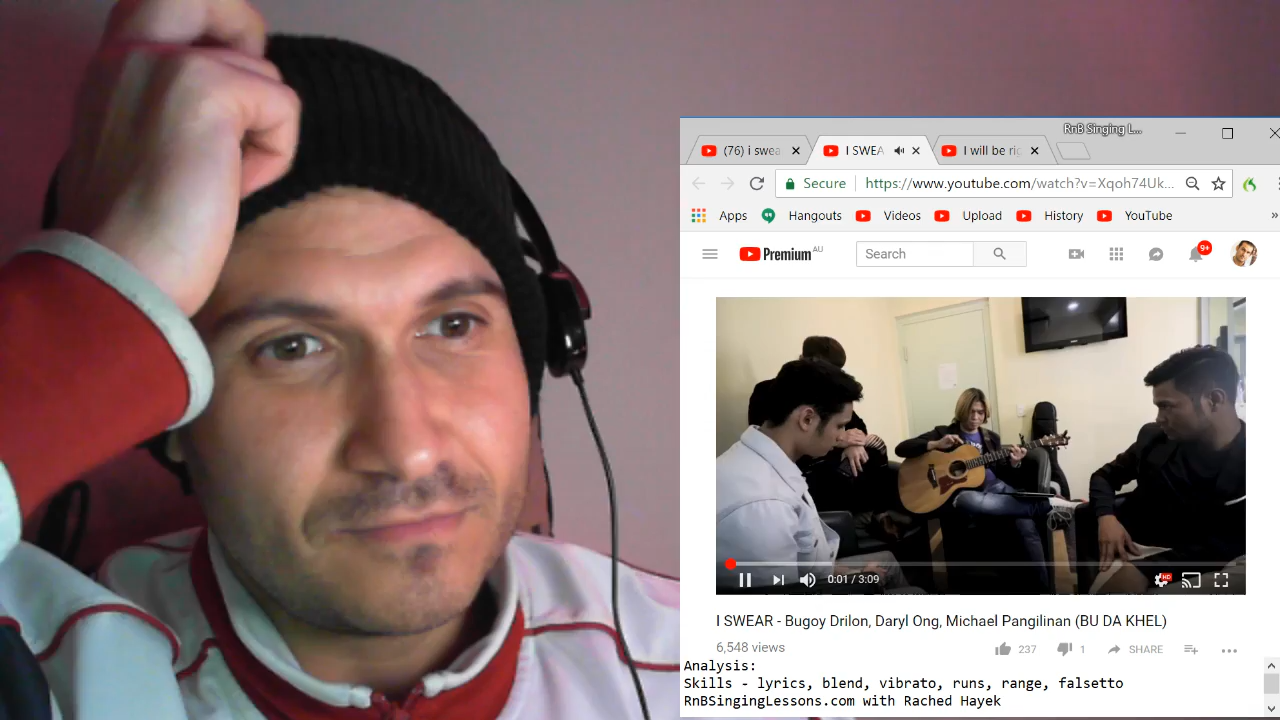 RnB Singing L...
(76) i swea
I SWEA
I will be rig
Secure
https://www.youtube.com/watch?v=Xqoh74Uk...
Apps
Hangouts
Videos
Upload
History
YouTube
»
Premium AU
Search
9+
0:01 / 3:09
HD
I SWEAR - Bugoy Drilon, Daryl Ong, Michael Pangilinan (BU DA KHEL)
6,548 views
237
1
SHARE
Analysis:
Skills - lyrics, blend, vibrato, runs, range, falsetto
RnBSingingLessons.com with Rached Hayek